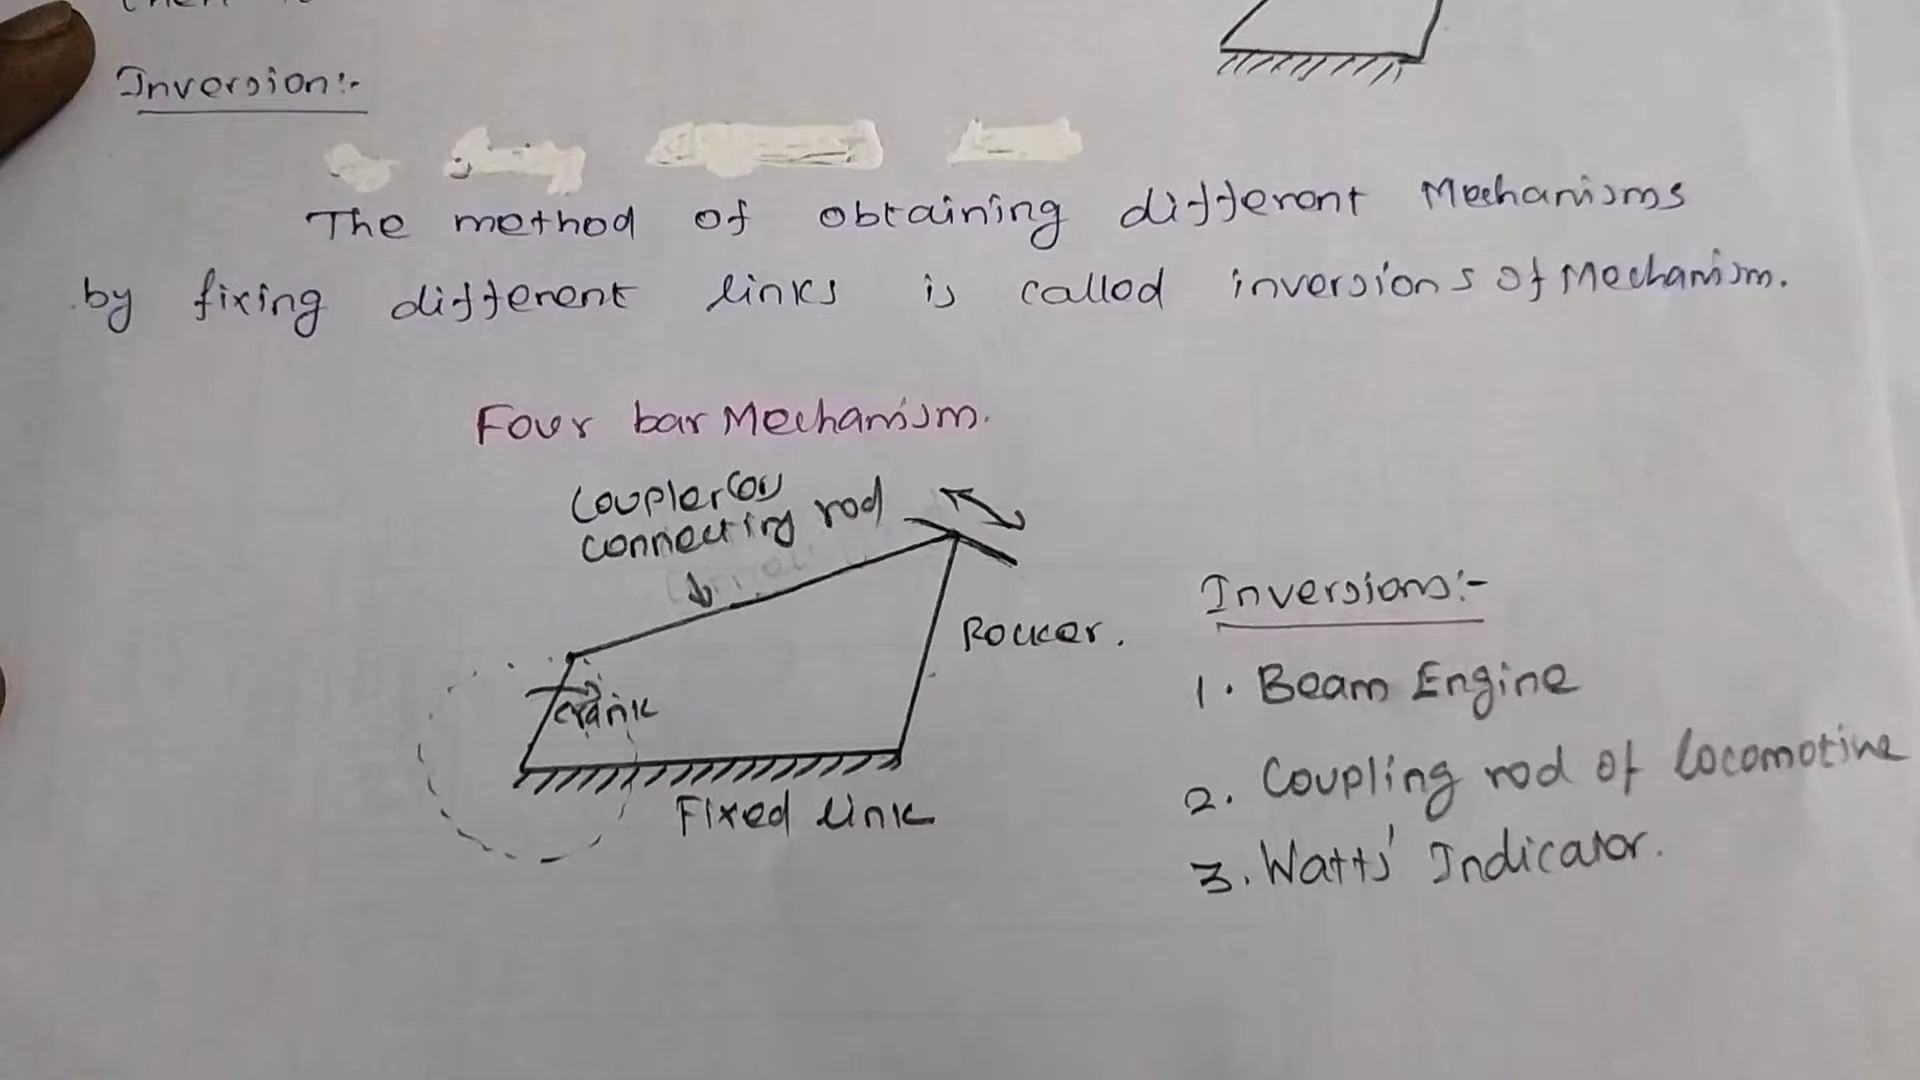 Inversion:-
The method of obtaining different Mechanisms
by fixing different links is called inversions of Mechanism.
Four bar Mechanism.
Coupler (or)
connecting rod
Rocker.
crank
Fixed link
Inversions:-
1. Beam Engine
2. Coupling rod of locomotive
3. Watts' Indicator.